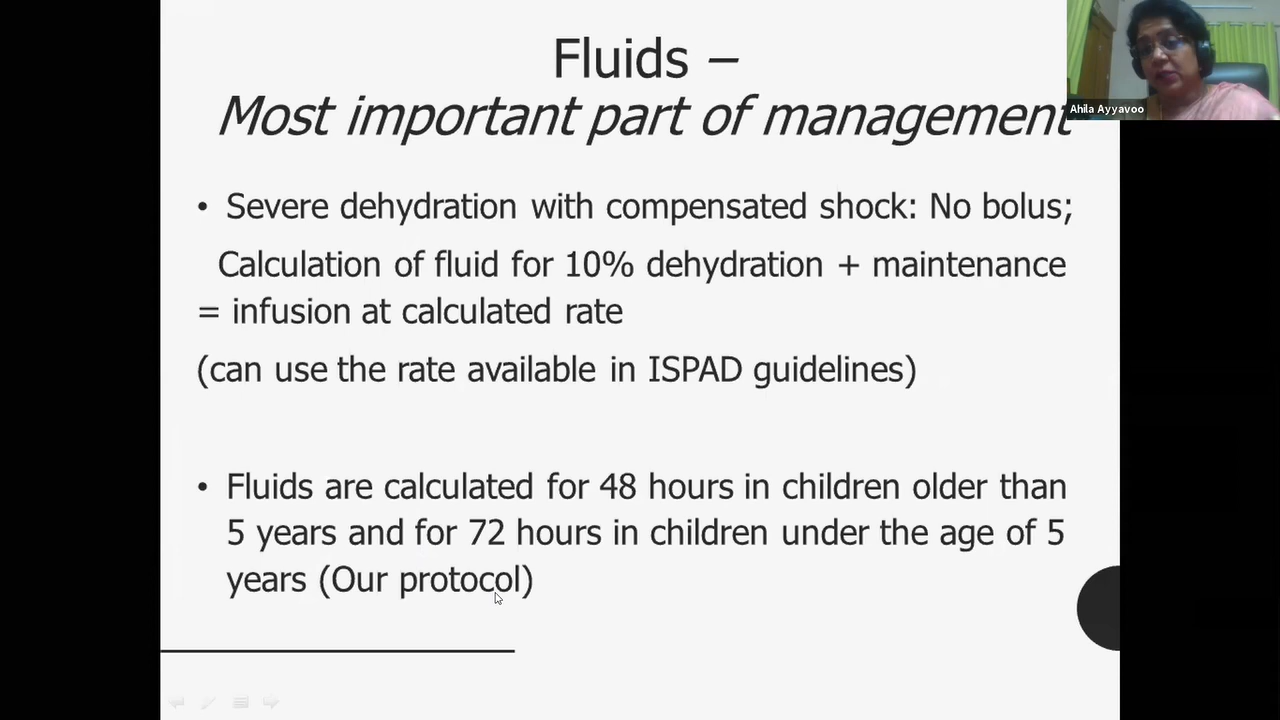 Fluids –
Most important part of management
Ahila Ayyavoo
• Severe dehydration with compensated shock: No bolus;
Calculation of fluid for 10% dehydration + maintenance
= infusion at calculated rate
(can use the rate available in ISPAD guidelines)
• Fluids are calculated for 48 hours in children older than
5 years and for 72 hours in children under the age of 5
years (Our protocol)